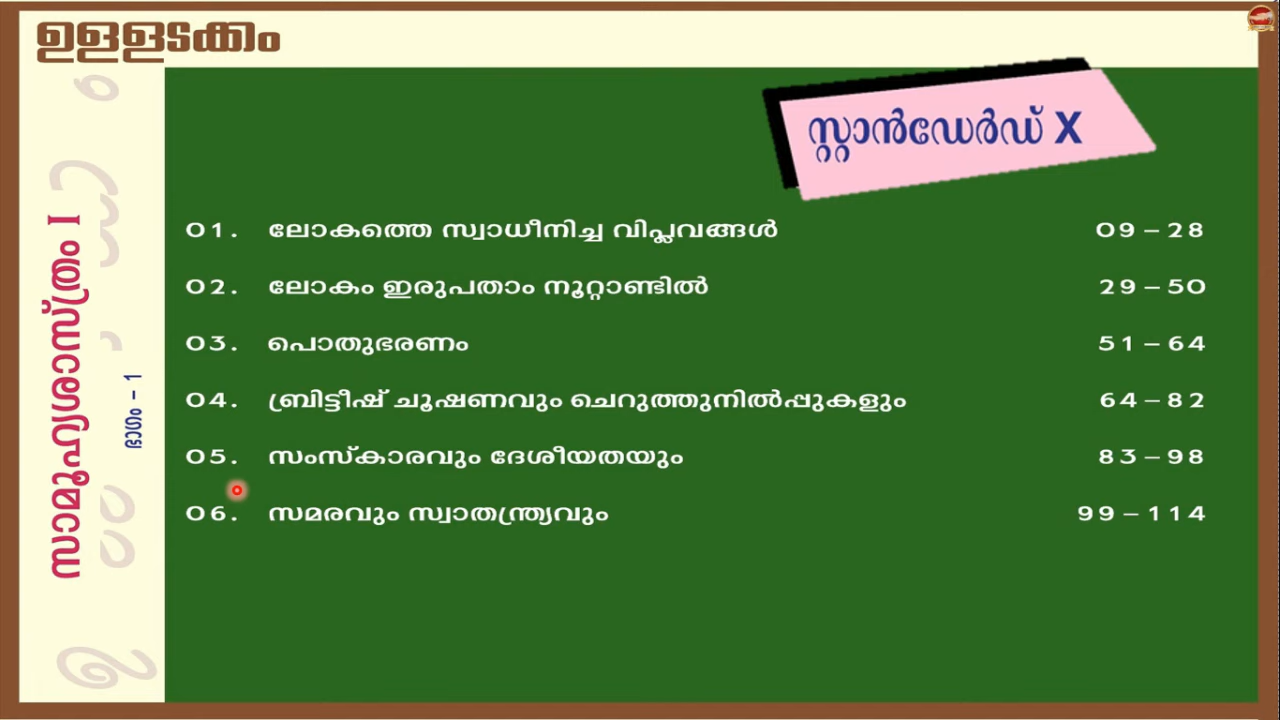 ഉള്ളടക്കം
സ്റ്റാൻഡേർഡ് X
സാമൂഹ്യശാസ്ത്രം I
ഭാഗം – 1
01. ലോകത്തെ സ്വാധീനിച്ച വിപ്ലവങ്ങൾ 09–28
02. ലോകം ഇരുപതാം നൂറ്റാണ്ടിൽ 29–50
03. പൊതുഭരണം 51–64
04. ബ്രിട്ടീഷ് ചൂഷണവും ചെറുത്തുനിൽപ്പുകളും 64–82
05. സംസ്കാരവും ദേശീയതയും 83–98
06. സമരവും സ്വാതന്ത്ര്യവും 99–114